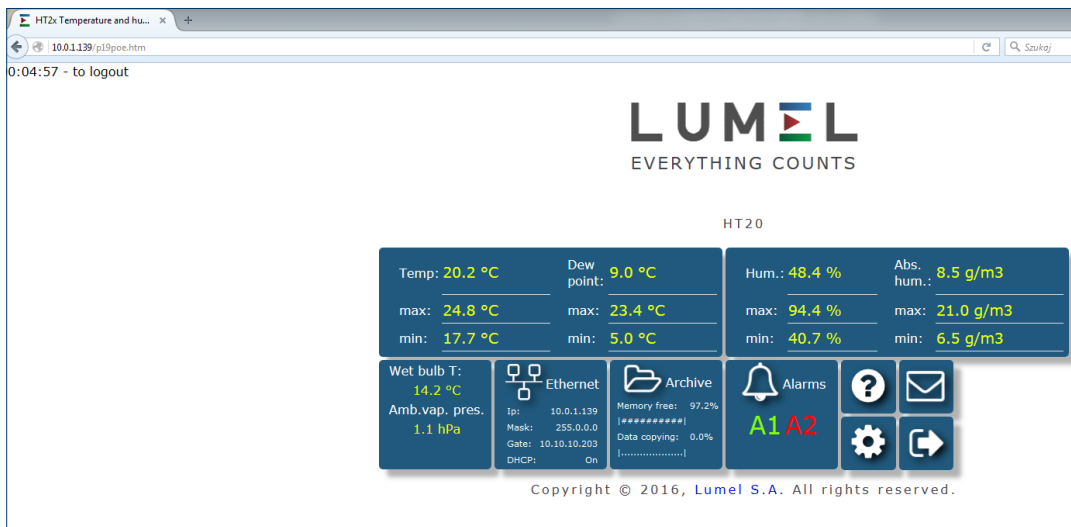 HT2x Temperature and hu... × +
10.0.1.139/p19poe.htm
Szukaj
0:04:57 - to logout
LUMEL
EVERYTHING COUNTS
HT20
Temp: 20.2 °C Dew point: 9.0 °C Hum.: 48.4 % Abs. hum.: 8.5 g/m3
max: 24.8 °C max: 23.4 °C max: 94.4 % max: 21.0 g/m3
min: 17.7 °C min: 5.0 °C min: 40.7 % min: 6.5 g/m3
Wet bulb T:
14.2 °C
Amb.vap. pres.
1.1 hPa
Ethernet
Ip: 10.0.1.139
Mask: 255.0.0.0
Gate: 10.10.10.203
DHCP: On
Archive
Memory free: 97.2%
|##########|
Data copying: 0.0%
|...................|
Alarms
A1 A2
?
Copyright © 2016, Lumel S.A. All rights reserved.